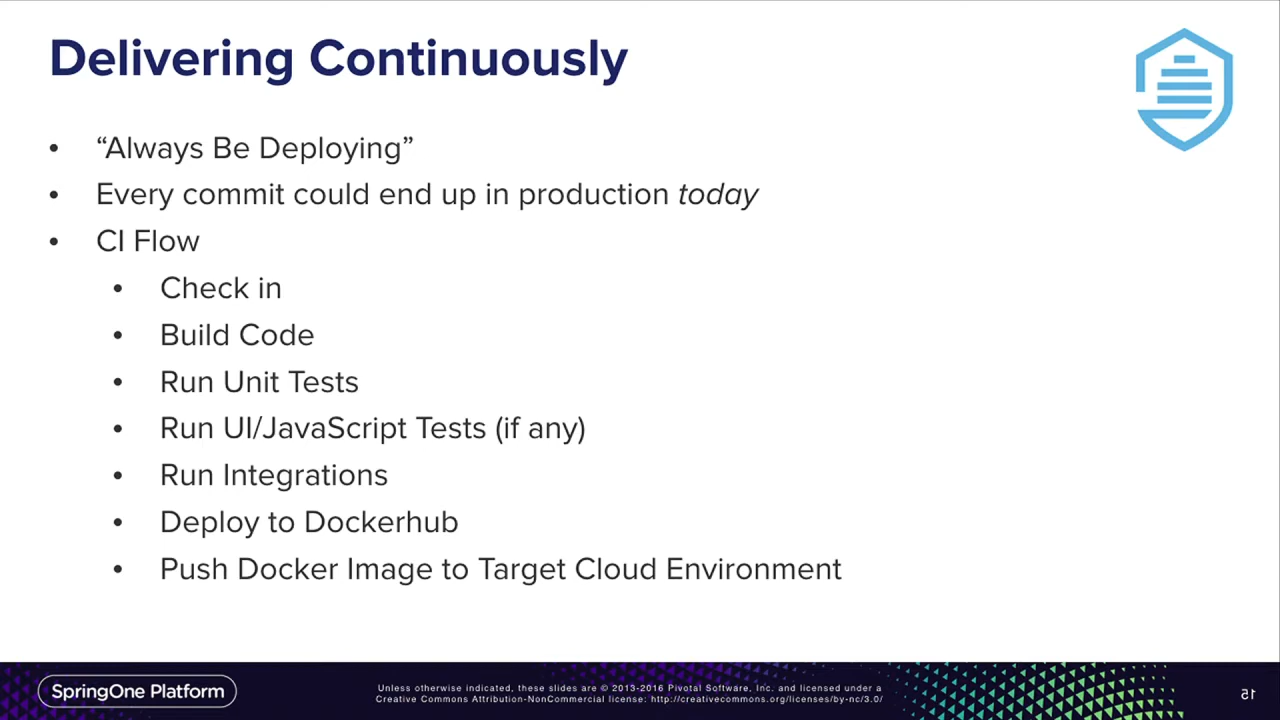 Delivering Continuously
• “Always Be Deploying”
• Every commit could end up in production today
• CI Flow
• Check in
• Build Code
• Run Unit Tests
• Run UI/JavaScript Tests (if any)
• Run Integrations
• Deploy to Dockerhub
• Push Docker Image to Target Cloud Environment
SpringOne Platform
Unless otherwise indicated, these slides are © 2013-2016 Pivotal Software, Inc. and licensed under a
Creative Commons Attribution-NonCommercial license: http://creativecommons.org/licenses/by-nc/3.0/
15